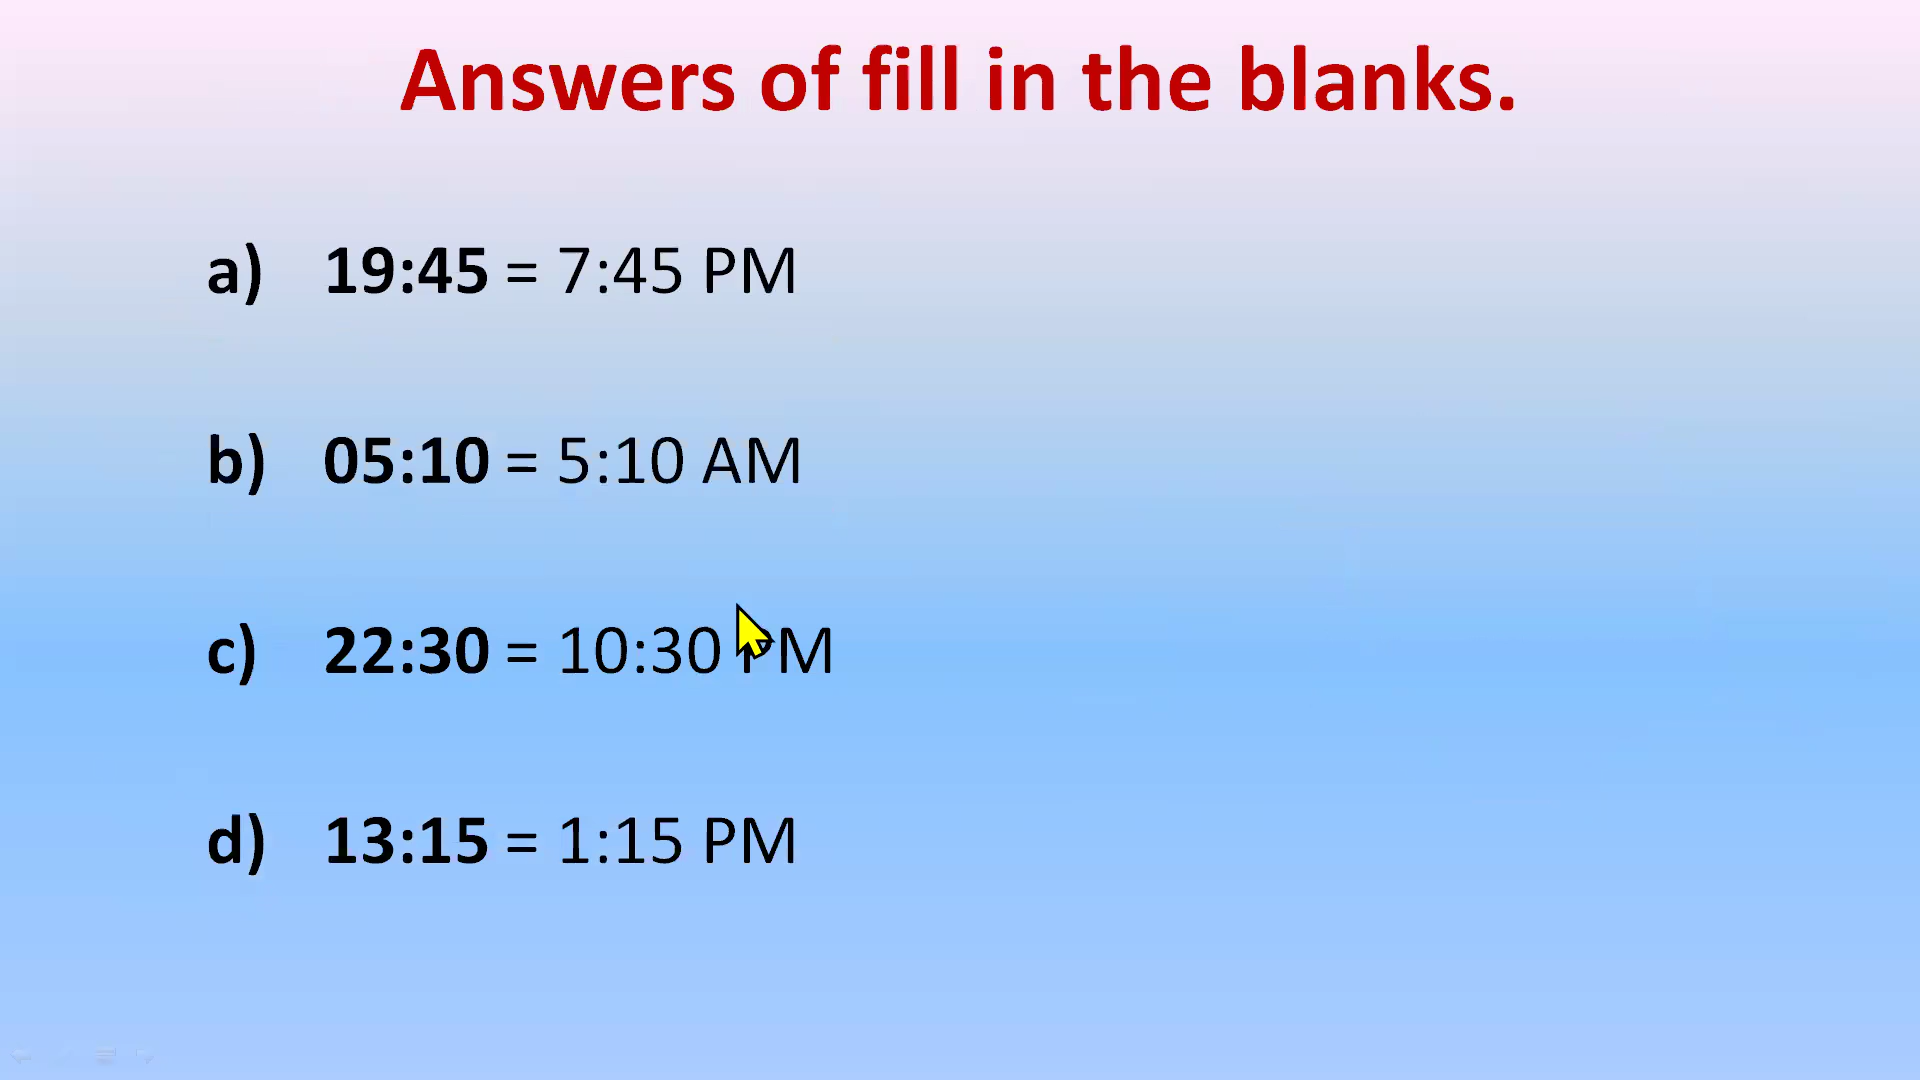 Answers of fill in the blanks.
a) 19:45 = 7:45 PM
b) 05:10 = 5:10 AM
c) 22:30 = 10:30 PM
d) 13:15 = 1:15 PM